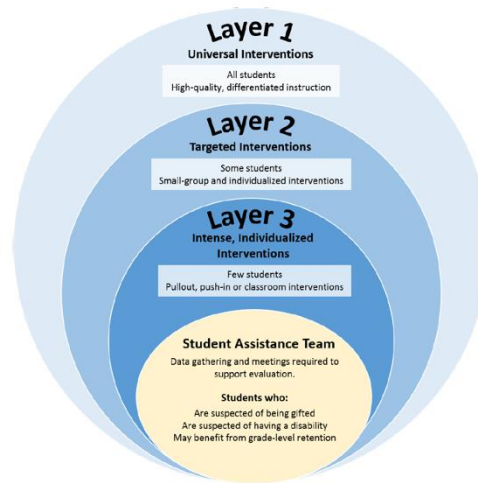 Layer 1
Universal Interventions
All students
High-quality, differentiated instruction
Layer 2
Targeted Interventions
Some students
Small-group and individualized interventions
Layer 3
Intense, Individualized
Interventions
Few students
Pullout, push-in or classroom interventions
Student Assistance Team
Data gathering and meetings required to
support evaluation.
Students who:
Are suspected of being gifted
Are suspected of having a disability
May benefit from grade-level retention